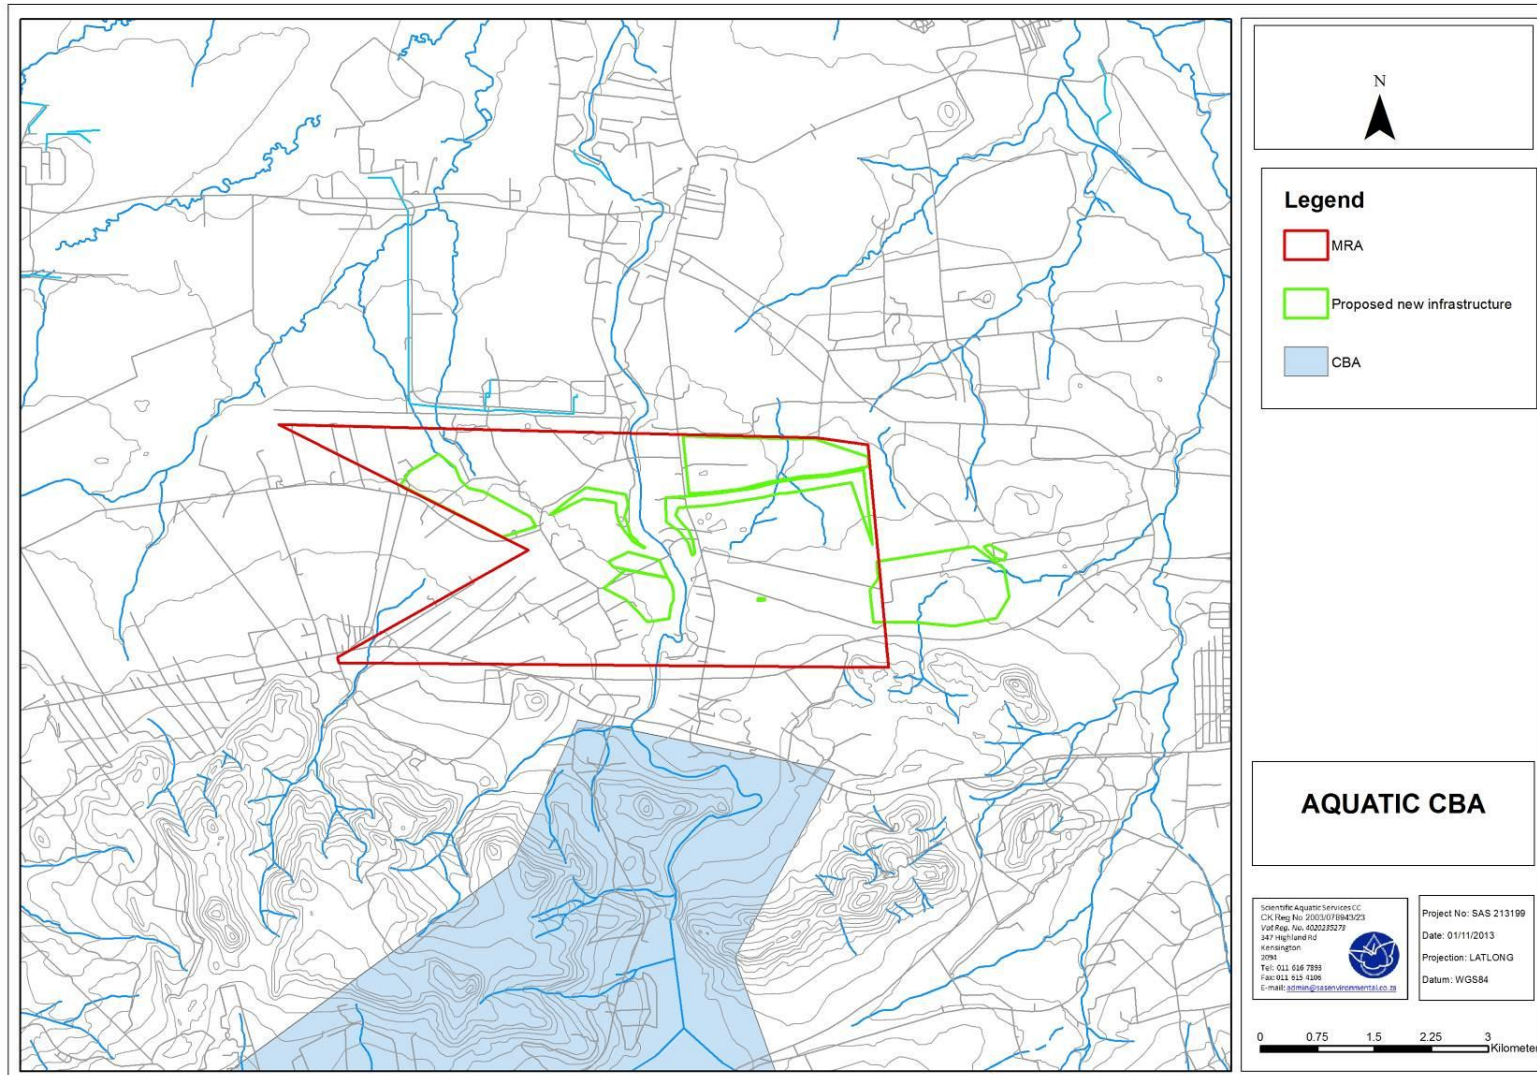 N
Legend
MRA
Proposed new infrastructure
CBA
AQUATIC CBA
Scientific Aquatic Services CC
CK Reg No 2003/078943/23
Vat Reg. No. 4020235273
347 Highland Rd
Kensington
2094
Tel: 011 616 7893
Fax: 011 615 4106
E-mail: admin@sasenvironmental.co.za
Project No: SAS 213199
Date: 01/11/2013
Projection: LATLONG
Datum: WGS84
0 0.75 1.5 2.25 3
Kilometer